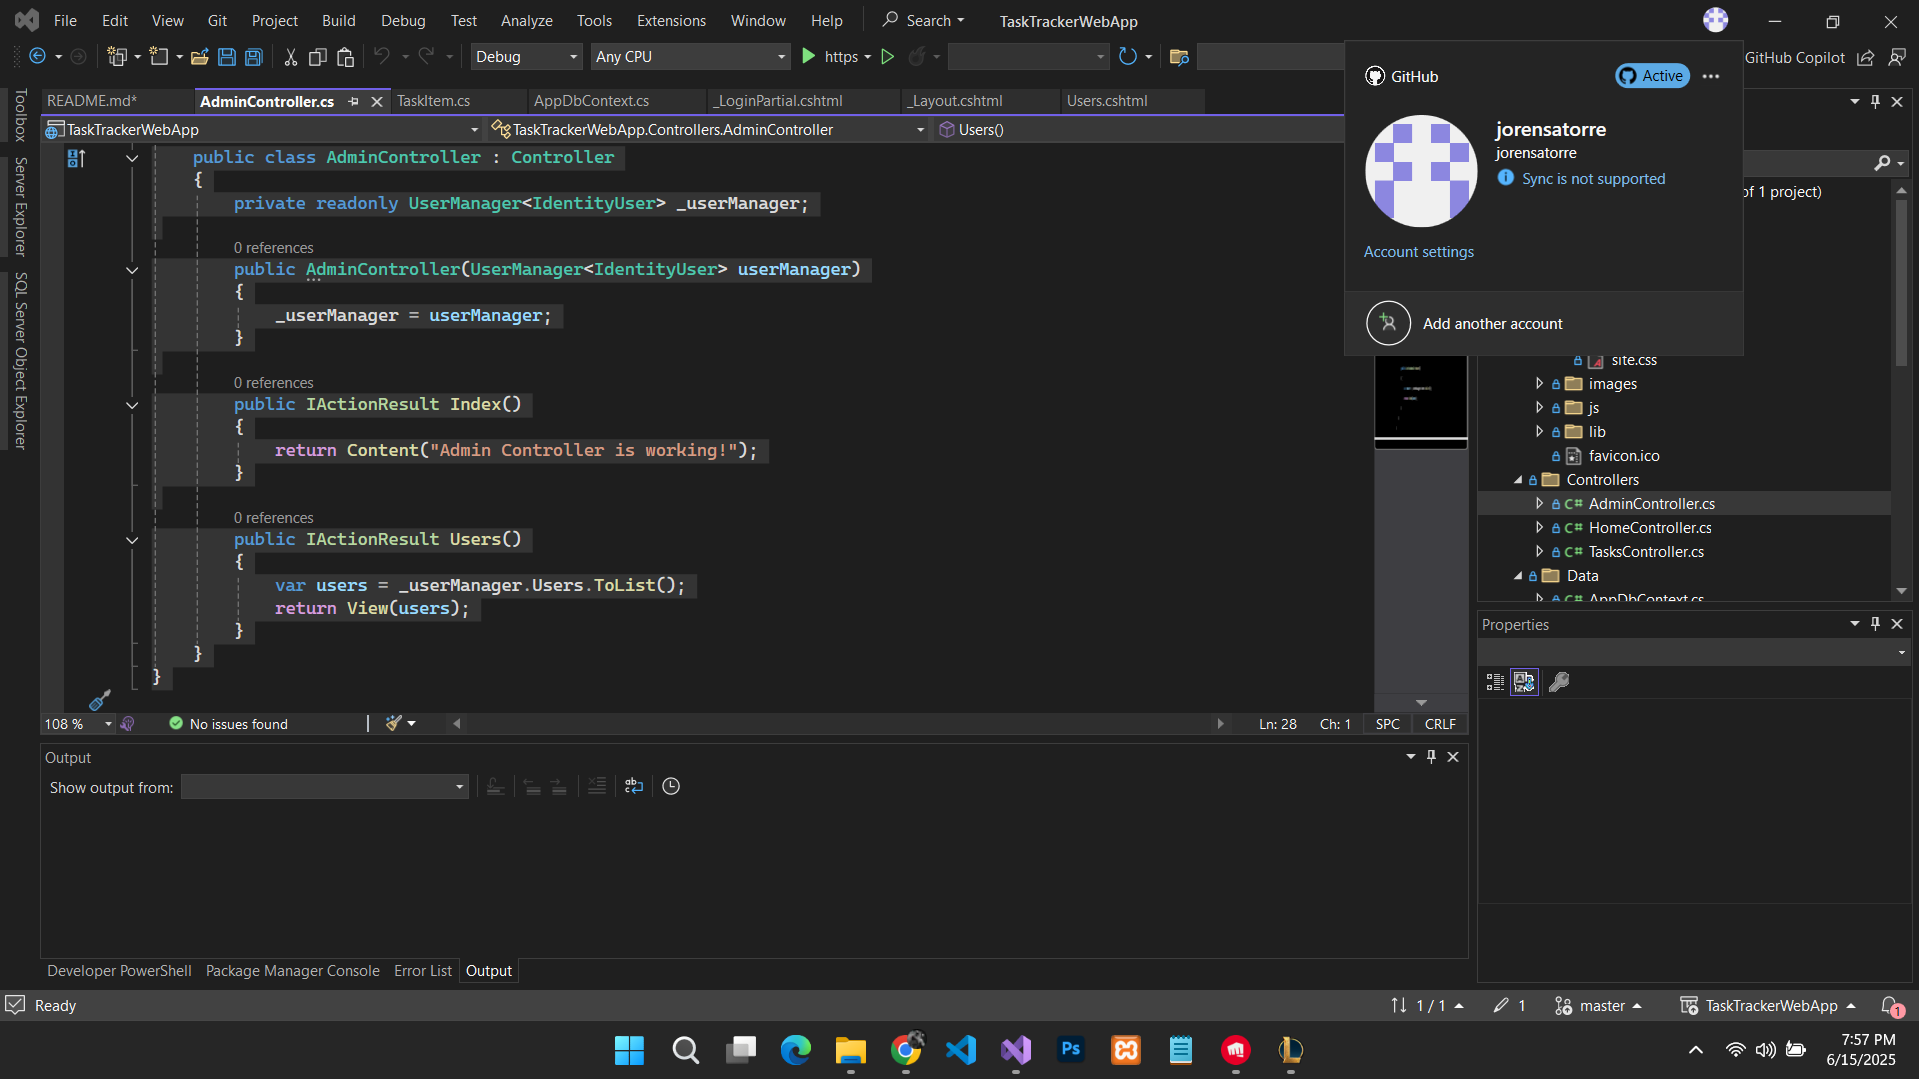 File Edit View Git Project Build Debug Test Analyze Tools Extensions Window Help Search TaskTrackerWebApp
Debug Any CPU https GitHub Copilot
README.md* AdminController.cs TaskItem.cs AppDbContext.cs _LoginPartial.cshtml _Layout.cshtml Users.cshtml
TaskTrackerWebApp TaskTrackerWebApp.Controllers.AdminController Users()
Toolbox
Server Explorer
SQL Server Object Explorer
public class AdminController : Controller
{
private readonly UserManager<IdentityUser> _userManager;
0 references
public AdminController(UserManager<IdentityUser> userManager)
{
_userManager = userManager;
}
0 references
public IActionResult Index()
{
return Content("Admin Controller is working!");
}
0 references
public IActionResult Users()
{
var users = _userManager.Users.ToList();
return View(users);
}
}
}
108 % No issues found Ln: 28 Ch: 1 SPC CRLF
GitHub Active
jorensatorre
jorensatorre
Sync is not supported
Account settings
Add another account
of 1 project)
site.css
images
js
lib
favicon.ico
Controllers
C# AdminController.cs
C# HomeController.cs
C# TasksController.cs
Data
C# AppDbContext.cs
Properties
Output
Show output from:
Developer PowerShell Package Manager Console Error List Output
Ready 1 / 1 1 master TaskTrackerWebApp 1
Ps
7:57 PM
6/15/2025